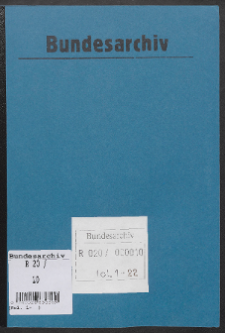 Bundesarchiv
Bundesarchiv
R 020 / 000010
fol. 1-22
Bundesarchiv
R 20 /
10